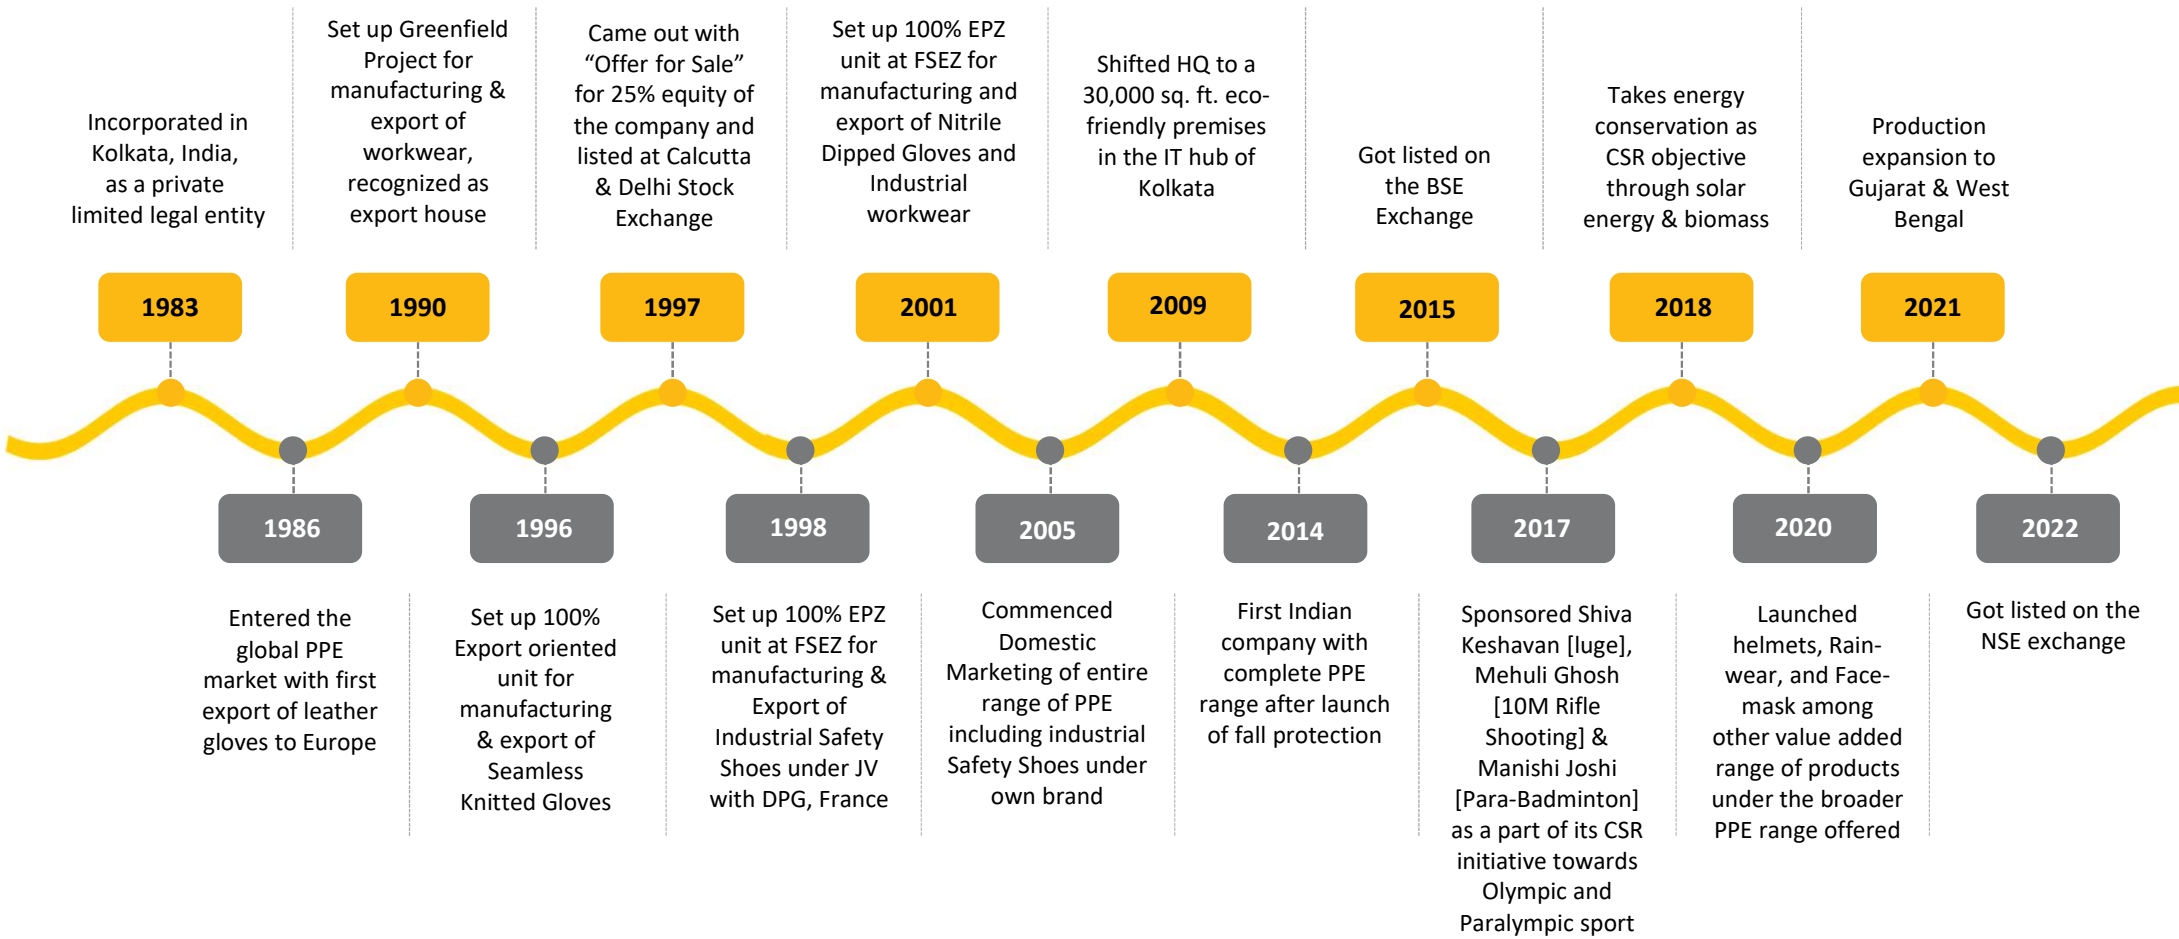 Incorporated in
Kolkata, India,
as a private
limited legal entity
Set up Greenfield
Project for
manufacturing &
export of
workwear,
recognized as
export house
Came out with
“Offer for Sale”
for 25% equity of
the company and
listed at Calcutta
& Delhi Stock
Exchange
Set up 100% EPZ
unit at FSEZ for
manufacturing and
export of Nitrile
Dipped Gloves and
Industrial
workwear
Shifted HQ to a
30,000 sq. ft. eco-
friendly premises
in the IT hub of
Kolkata
Got listed on
the BSE
Exchange
Takes energy
conservation as
CSR objective
through solar
energy & biomass
Production
expansion to
Gujarat & West
Bengal
1983
1990
1997
2001
2009
2015
2018
2021
1986
1996
1998
2005
2014
2017
2020
2022
Entered the
global PPE
market with first
export of leather
gloves to Europe
Set up 100%
Export oriented
unit for
manufacturing
& export of
Seamless
Knitted Gloves
Set up 100% EPZ
unit at FSEZ for
manufacturing &
Export of
Industrial Safety
Shoes under JV
with DPG, France
Commenced
Domestic
Marketing of entire
range of PPE
including industrial
Safety Shoes under
own brand
First Indian
company with
complete PPE
range after launch
of fall protection
Sponsored Shiva
Keshavan [luge],
Mehuli Ghosh
[10M Rifle
Shooting] &
Manishi Joshi
[Para-Badminton]
as a part of its CSR
initiative towards
Olympic and
Paralympic sport
Launched
helmets, Rain-
wear, and Face-
mask among
other value added
range of products
under the broader
PPE range offered
Got listed on the
NSE exchange